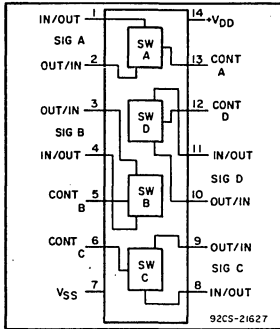 IN/OUT 1 14 +VDD
SIG A
OUT/IN 2 SW A 13 CONT A
OUT/IN 3 12 CONT D
SIG B SW D
IN/OUT 4 11 IN/OUT
SIG D
CONT B 5 SW B 10 OUT/IN
CONT C 6 9 OUT/IN
SW C SIG C
VSS 7 8 IN/OUT
92CS-21627